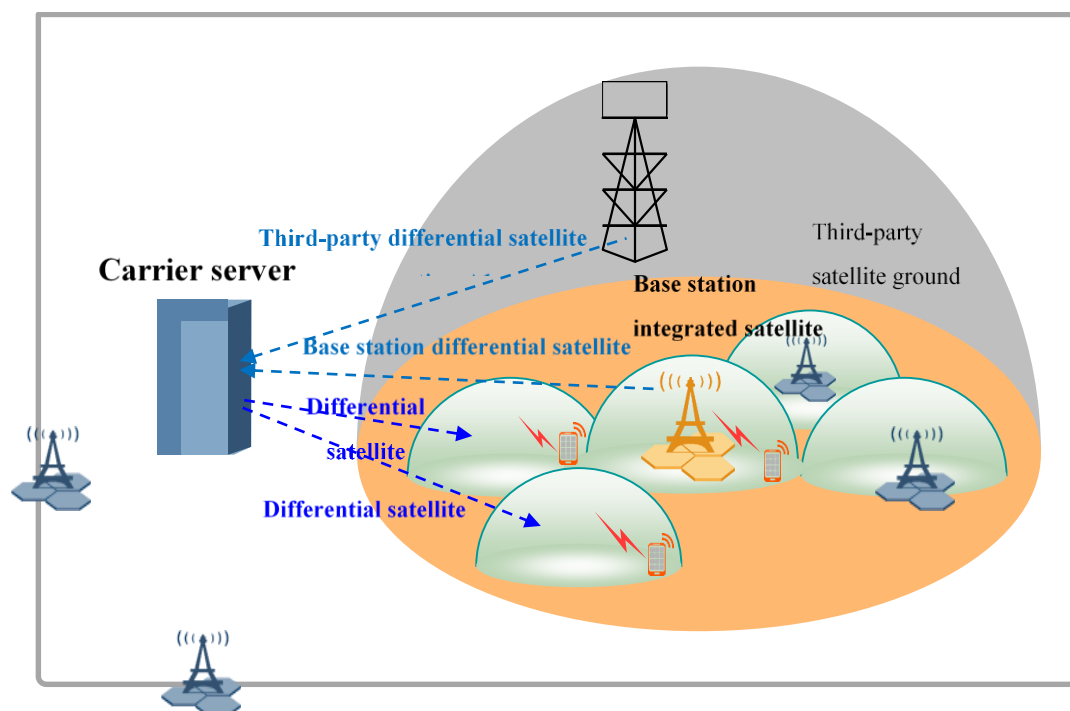 Third-party differential satellite
Carrier server
Third-party
satellite ground
Base station
integrated satellite
Base station differential satellite
Differential
satellite
Differential satellite